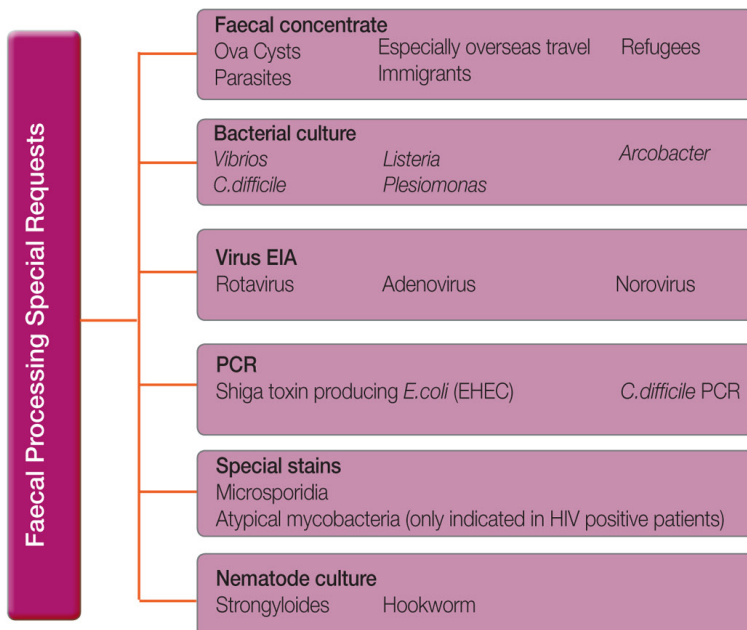 Faecal Processing Special Requests
Faecal concentrate
Ova Cysts Especially overseas travel Refugees
Parasites Immigrants
Bacterial culture
Vibrios Listeria Arcobacter
C.difficile Plesiomonas
Virus EIA
Rotavirus Adenovirus Norovirus
PCR
Shiga toxin producing E.coli (EHEC) C.difficile PCR
Special stains
Microsporidia
Atypical mycobacteria (only indicated in HIV positive patients)
Nematode culture
Strongyloides Hookworm